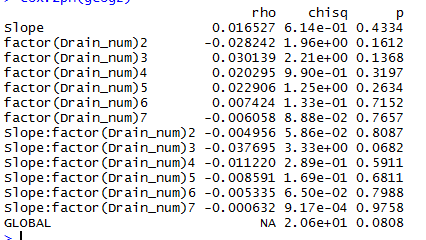 rho chisq p
Slope 0.016527 6.14e-01 0.4334
factor(Drain_num)2 -0.028242 1.96e+00 0.1612
factor(Drain_num)3 0.030139 2.21e+00 0.1368
factor(Drain_num)4 0.020295 9.90e-01 0.3197
factor(Drain_num)5 0.022906 1.25e+00 0.2634
factor(Drain_num)6 0.007424 1.33e-01 0.7152
factor(Drain_num)7 -0.006058 8.88e-02 0.7657
Slope:factor(Drain_num)2 -0.004956 5.86e-02 0.8087
Slope:factor(Drain_num)3 -0.037695 3.33e+00 0.0682
Slope:factor(Drain_num)4 -0.011220 2.89e-01 0.5911
Slope:factor(Drain_num)5 -0.008591 1.69e-01 0.6811
Slope:factor(Drain_num)6 -0.005335 6.50e-02 0.7988
Slope:factor(Drain_num)7 -0.000632 9.17e-04 0.9758
GLOBAL NA 2.06e+01 0.0808
>